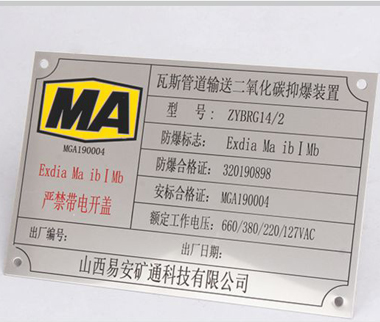 瓦斯管道输送二氧化碳抑爆装置
MA
MGA190004
Exdia Ma ib I Mb
严禁带电开盖
型 号: ZYBRG14/2
防爆标志: Exdia Ma ib I Mb
防爆合格证: 320190898
安标合格证: MGA190004
额定工作电压: 660/380/220/127VAC
出厂编号:
出厂日期:
山西易安矿通科技有限公司